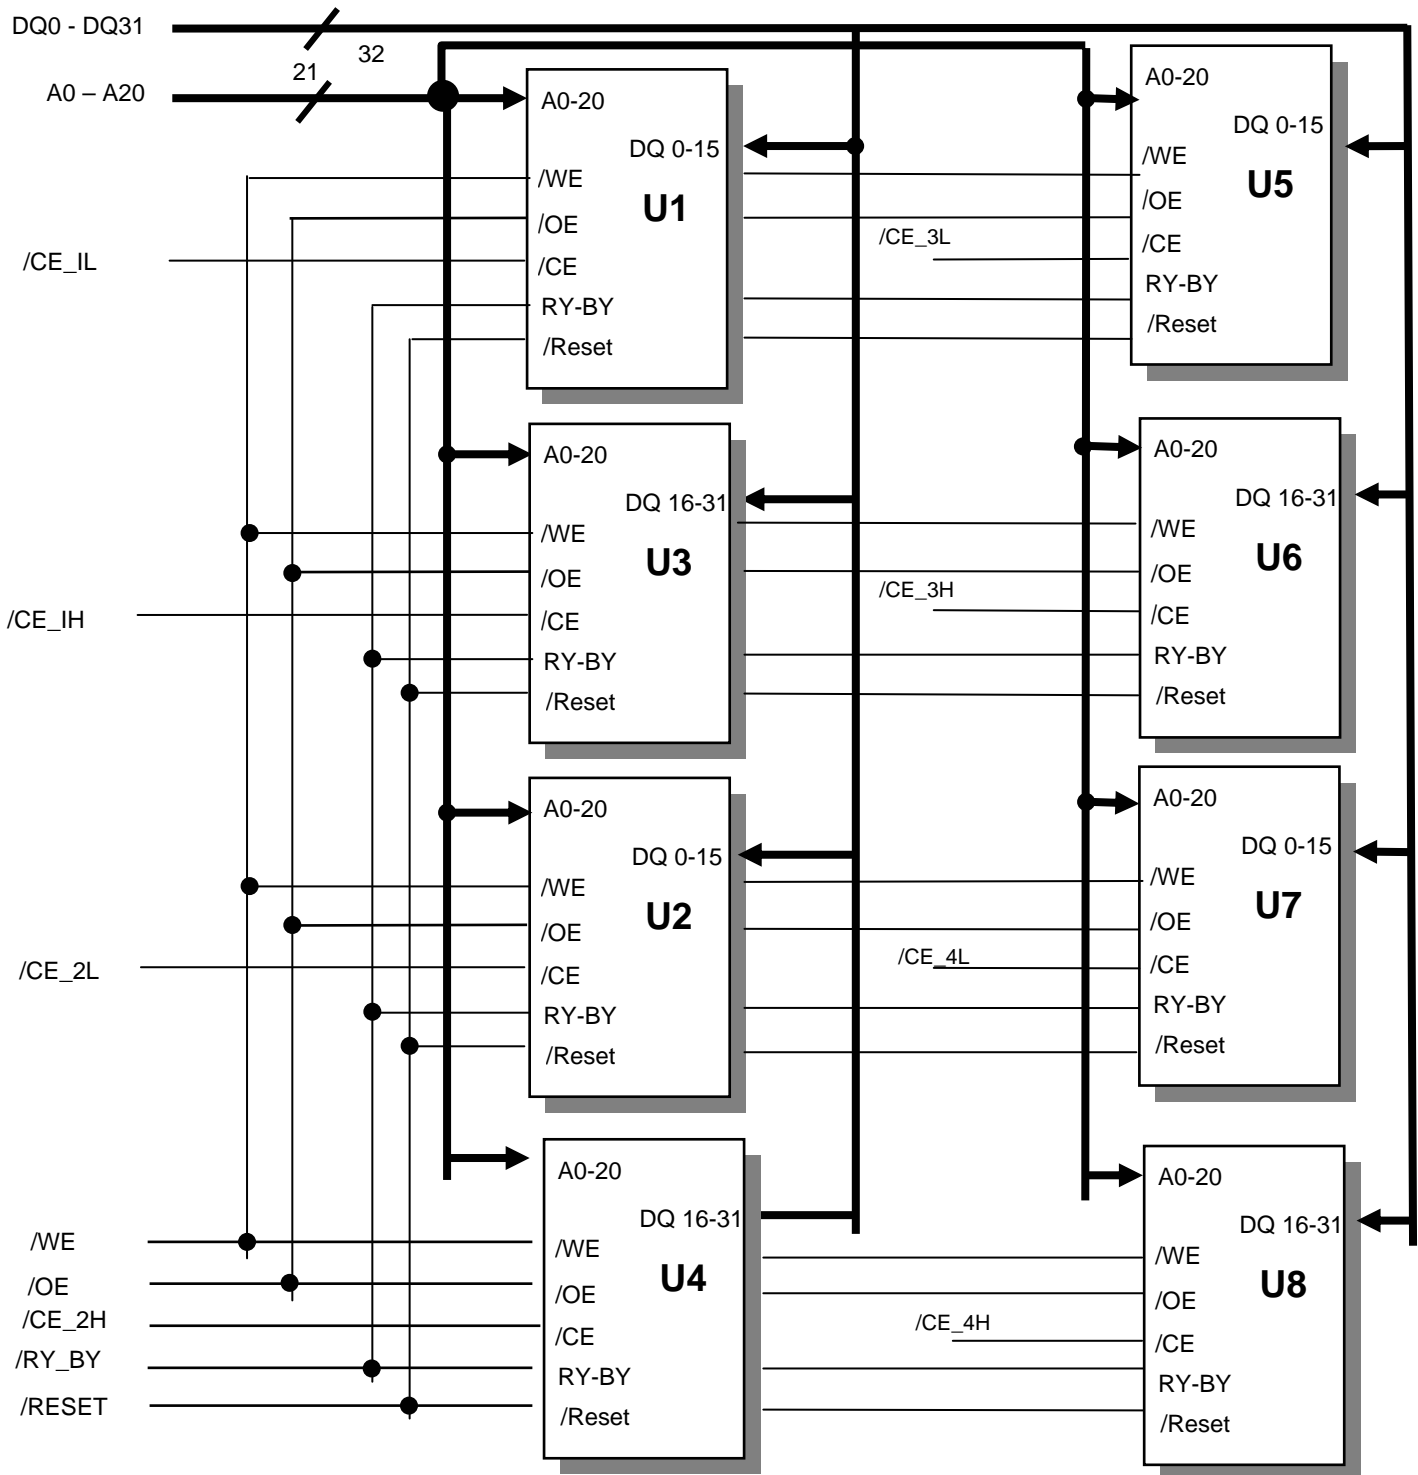 DQ0 - DQ31
32
21
A0 – A20
A0-20
DQ 0-15
/WE
U1
/OE
/CE
RY-BY
/Reset
/CE_IL
A0-20
DQ 0-15
/WE
U5
/OE
/CE_3L
/CE
RY-BY
/Reset
A0-20
DQ 16-31
/WE
U3
/OE
/CE
RY-BY
/Reset
/CE_IH
A0-20
DQ 16-31
/WE
U6
/OE
/CE_3H
/CE
RY-BY
/Reset
A0-20
DQ 0-15
/WE
U2
/OE
/CE
RY-BY
/Reset
/CE_2L
A0-20
DQ 0-15
/WE
U7
/OE
/CE_4L
/CE
RY-BY
/Reset
A0-20
DQ 16-31
/WE
U4
/OE
/CE
RY-BY
/Reset
/WE
/OE
/CE_2H
/RY_BY
/RESET
A0-20
DQ 16-31
/WE
U8
/OE
/CE_4H
/CE
RY-BY
/Reset